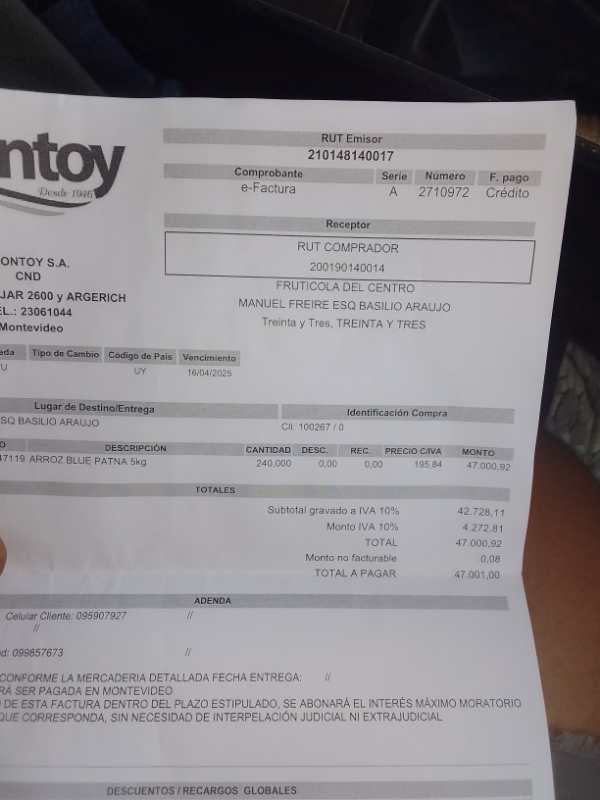 ntoy
Desde 1946
RUT Emisor
210148140017
Comprobante Serie Número F. pago
e-Factura A 2710972 Crédito
Receptor
RUT COMPRADOR
200190140014
FRUTICOLA DEL CENTRO
MANUEL FREIRE ESQ BASILIO ARAUJO
Treinta y Tres, TREINTA Y TRES
ONTOY S.A.
CND
JAR 2600 y ARGERICH
EL.: 23061044
Montevideo
eda Tipo de Cambio Código de País Vencimiento
U UY 16/04/2025
Lugar de Destino/Entrega Identificación Compra
SQ BASILIO ARAUJO Cli: 100267 / 0
O DESCRIPCIÓN CANTIDAD DESC. REC. PRECIO C/IVA MONTO
47119 ARROZ BLUE PATNA 5kg 240,000 0,00 0,00 195,84 47.000,92
TOTALES
Subtotal gravado a IVA 10% 42.728,11
Monto IVA 10% 4.272,81
TOTAL 47.000,92
Monto no facturable 0,08
TOTAL A PAGAR 47.001,00
ADENDA
Celular Cliente: 095907927 //
//
d: 099857673 //
CONFORME LA MERCADERIA DETALLADA FECHA ENTREGA: //
RÁ SER PAGADA EN MONTEVIDEO
DE ESTA FACTURA DENTRO DEL PLAZO ESTIPULADO, SE ABONARÁ EL INTERÉS MÁXIMO MORATORIO
QUE CORRESPONDA, SIN NECESIDAD DE INTERPELACIÓN JUDICIAL NI EXTRAJUDICIAL
DESCUENTOS / RECARGOS GLOBALES